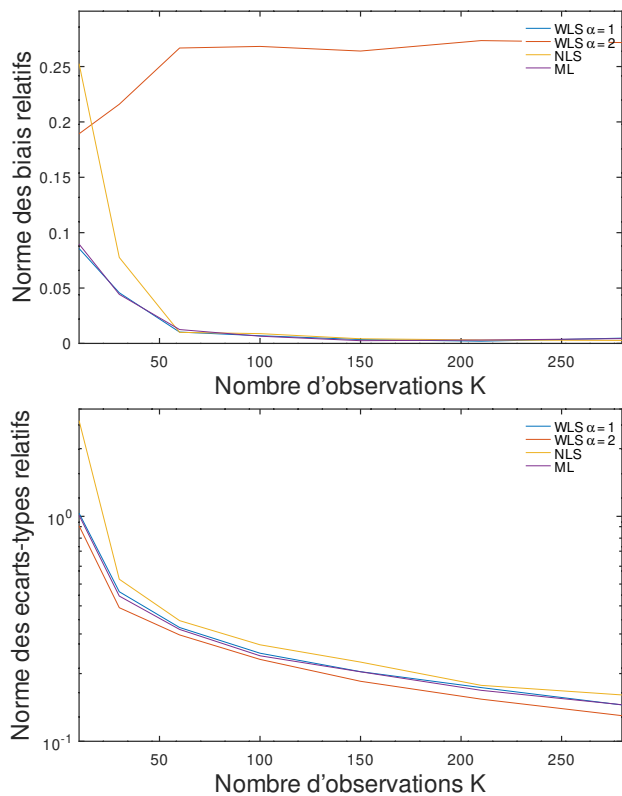 WLS α = 1
WLS α = 2
NLS
ML
0.25
0.2
0.15
0.1
0.05
0
Norme des biais relatifs
50 100 150 200 250
Nombre d'observations K
WLS α = 1
WLS α = 2
NLS
ML
10^0
10^-1
Norme des ecarts-types relatifs
50 100 150 200 250
Nombre d'observations K